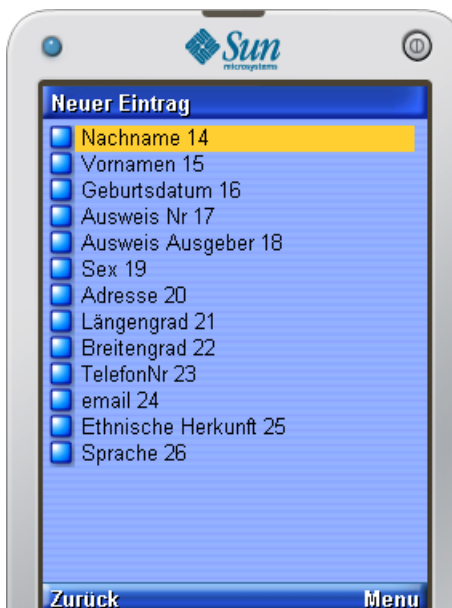 Sun
microsystems
Neuer Eintrag
Nachname 14
Vornamen 15
Geburtsdatum 16
Ausweis Nr 17
Ausweis Ausgeber 18
Sex 19
Adresse 20
Längengrad 21
Breitengrad 22
TelefonNr 23
email 24
Ethnische Herkunft 25
Sprache 26
Zurück Menu